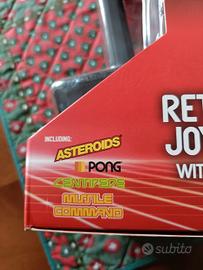 RET
JOY
WIT
INCLUDING:
ASTEROIDS®
PONG
CENTIPEDE
MISSILE
COMMAND
subito